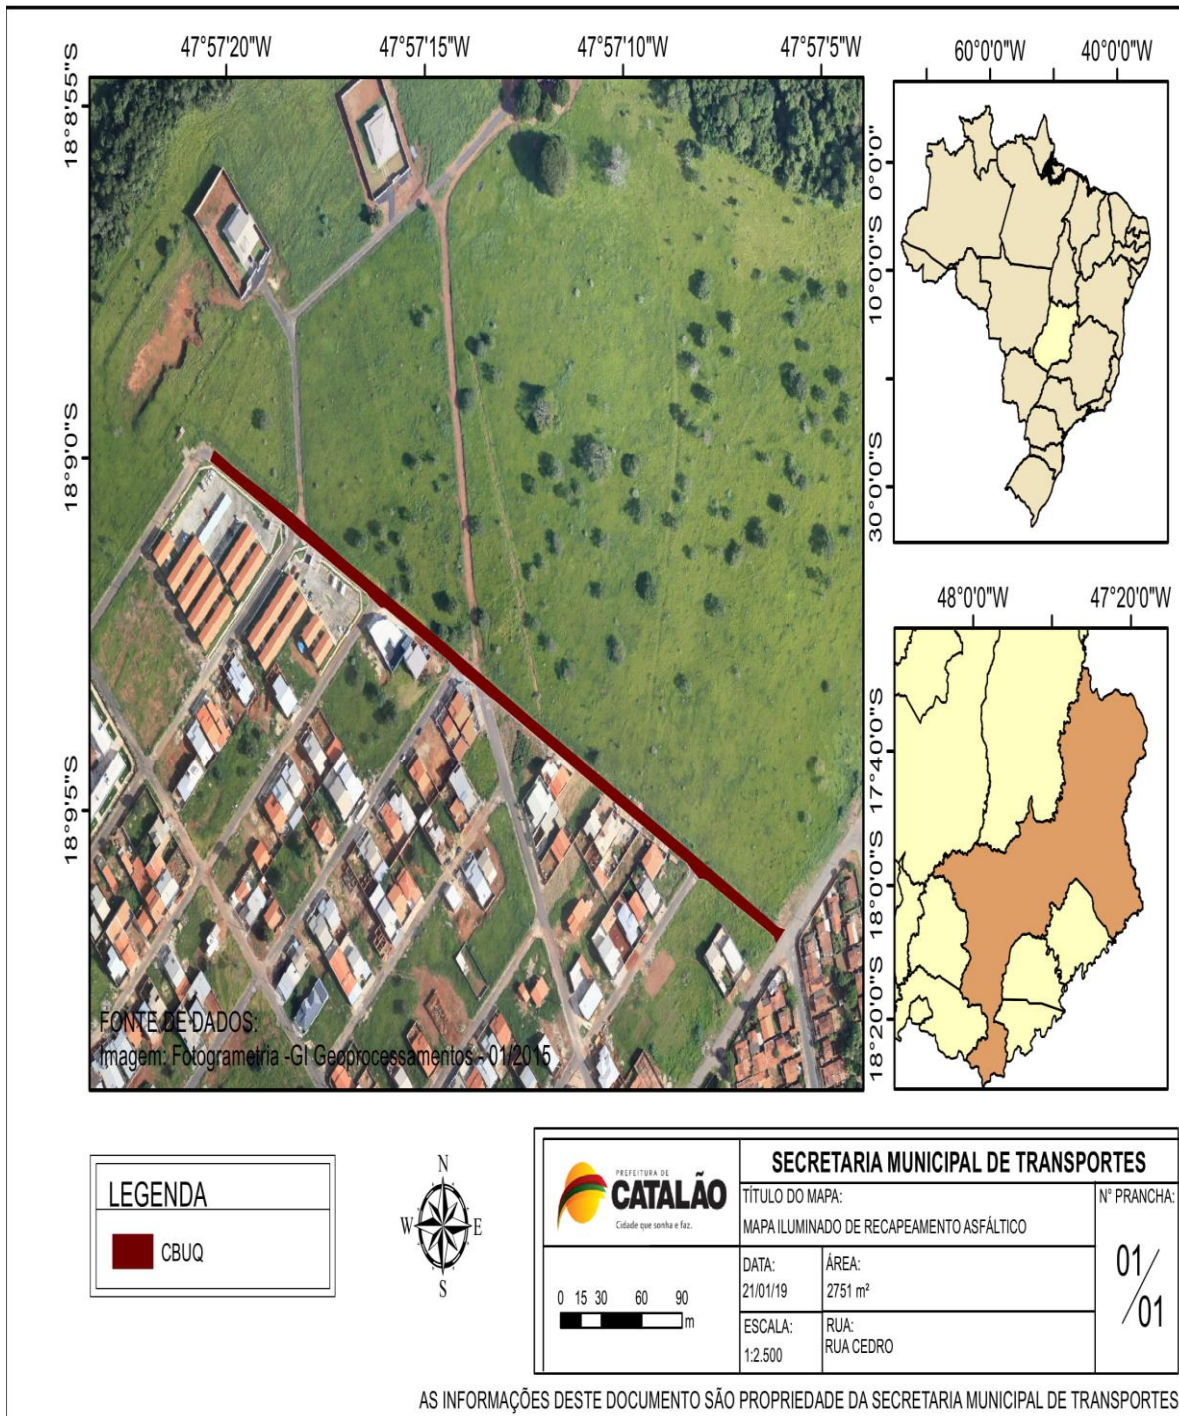 47°57'20"W 47°57'15"W 47°57'10"W 47°57'5"W
60°0'0"W 40°0'0"W
18°8'55"S
18°9'0"S
18°9'5"S
0°0'0"
10°0'0"S
30°0'0"S
48°0'0"W 47°20'0"W
17°40'0"S
18°0'0"S
18°20'0"S
FONTE DE DADOS:
Imagem: Fotogrametria -GI Geoprocessamentos - 01/2015
LEGENDA
CBUQ
N
W E
S
PREFEITURA DE
CATALÃO
Cidade que sonha e faz.
0 15 30 60 90
m
SECRETARIA MUNICIPAL DE TRANSPORTES
TÍTULO DO MAPA:
MAPA ILUMINADO DE RECAPEAMENTO ASFÁLTICO
N° PRANCHA:
01/01
DATA:
21/01/19
ÁREA:
2751 m²
ESCALA:
1:2.500
RUA:
RUA CEDRO
AS INFORMAÇÕES DESTE DOCUMENTO SÃO PROPRIEDADE DA SECRETARIA MUNICIPAL DE TRANSPORTES